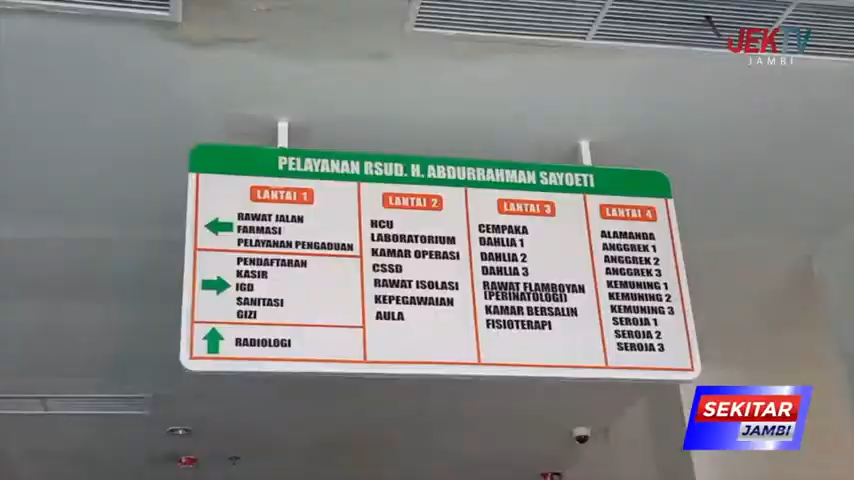 JEKTV
JAMBI
PELAYANAN RSUD. H. ABDURRAHMAN SAYOETI
LANTAI 1
RAWAT JALAN
FARMASI
PELAYANAN PENGADUAN
PENDAFTARAN
KASIR
IGD
SANITASI
GIZI
RADIOLOGI
LANTAI 2
HCU
LABORATORIUM
KAMAR OPERASI
CSSD
RAWAT ISOLASI
KEPEGAWAIAN
AULA
LANTAI 3
CEMPAKA
DAHLIA 1
DAHLIA 2
DAHLIA 3
RAWAT FLAMBOYAN
(PERINATOLOGI)
KAMAR BERSALIN
FISIOTERAPI
LANTAI 4
ALAMANDA
ANGGREK 1
ANGGREK 2
ANGGREK 3
KEMUNING 1
KEMUNING 2
KEMUNING 3
SEROJA 1
SEROJA 2
SEROJA 3
SEKITAR
JAMBI